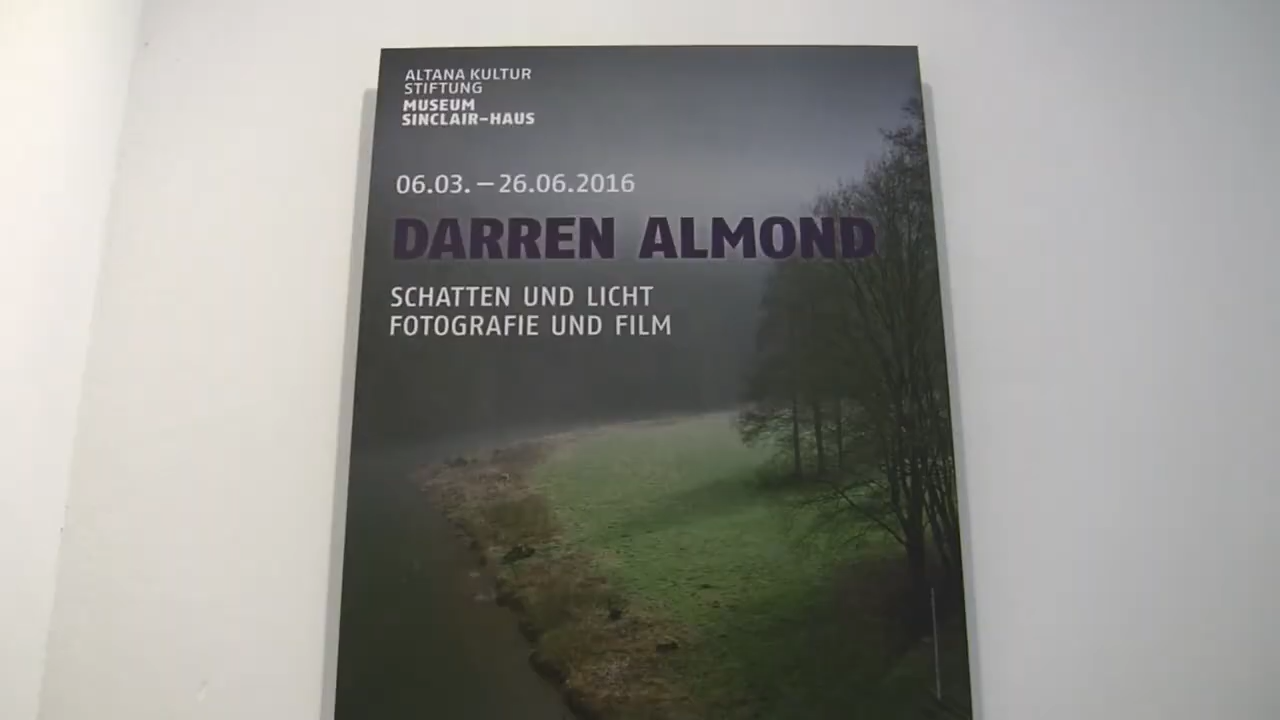 ALTANA KULTUR
STIFTUNG
MUSEUM
SINCLAIR-HAUS
06.03. – 26.06.2016
DARREN ALMOND
SCHATTEN UND LICHT
FOTOGRAFIE UND FILM